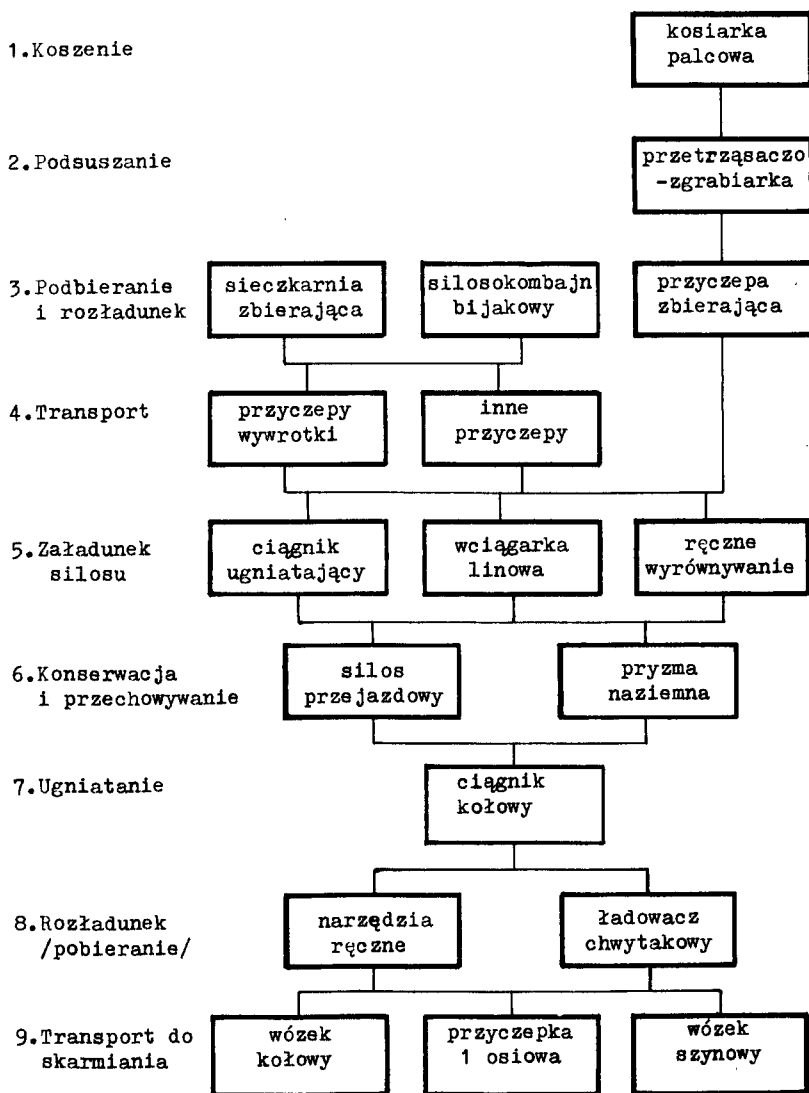 1.Koszenie
kosiarka
palcowa
2.Podsuszanie
przetrząsaczo
-zgrabiarka
3.Podbieranie
i rozładunek
sieczkarnia
zbierająca
silosokombajn
bijakowy
przyczepa
zbierająca
4.Transport
przyczepy
wywrotki
inne
przyczepy
5.Załadunek
silosu
ciągnik
ugniatający
wciągarka
linowa
ręczne
wyrównywanie
6.Konserwacja
i przechowywanie
silos
przejazdowy
pryzma
naziemna
7.Ugniatanie
ciągnik
kołowy
8.Rozładunek
/pobieranie/
narzędzia
ręczne
ładowacz
chwytakowy
9.Transport do
skarmiania
wózek
kołowy
przyczepka
1 osiowa
wózek
szynowy